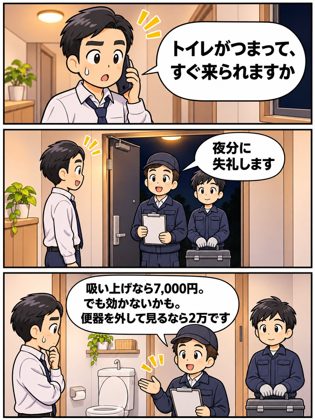 トイレがつまって、
すぐ来られますか
夜分に
失礼します
吸い上げなら7,000円。
でも効かないかも。
便器を外して見るなら2万です